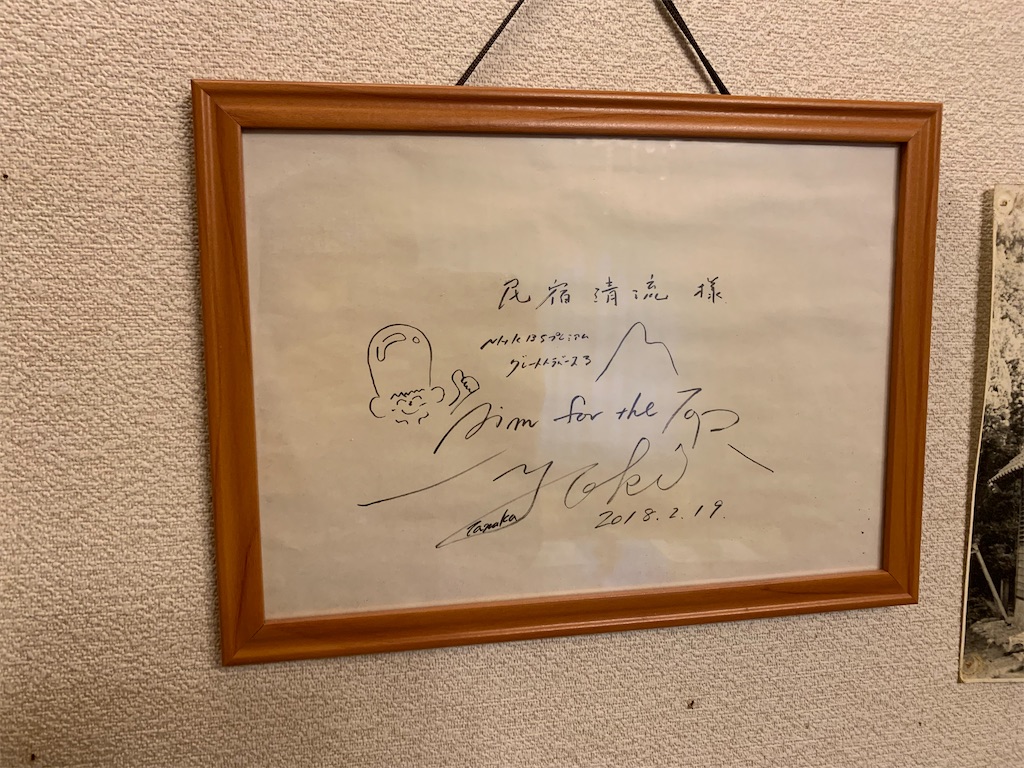 民宿清流 様
NHK BSプレミアム
グレートトラバース3
Aim for the Top
Yoki
Tanaka
2018.2.19.